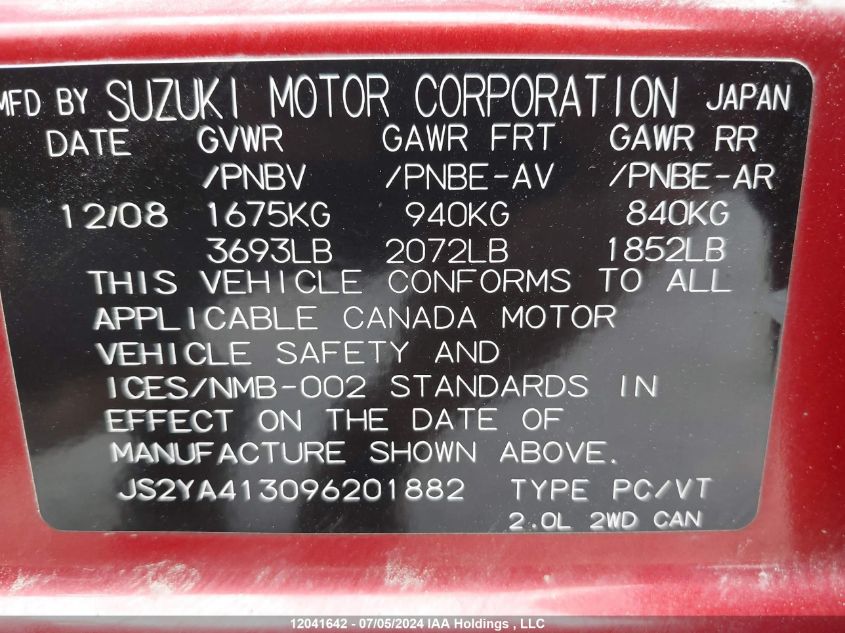 MFD BY SUZUKI MOTOR CORPORATION JAPAN
DATE GVWR GAWR FRT GAWR RR
/PNBV /PNBE-AV /PNBE-AR
12/08 1675KG 940KG 840KG
3693LB 2072LB 1852LB
THIS VEHICLE CONFORMS TO ALL
APPLICABLE CANADA MOTOR
VEHICLE SAFETY AND
ICES/NMB-002 STANDARDS IN
EFFECT ON THE DATE OF
MANUFACTURE SHOWN ABOVE.
JS2YA413096201882 TYPE PC/VT
2.0L 2WD CAN
12041642 - 07/05/2024 IAA Holdings , LLC